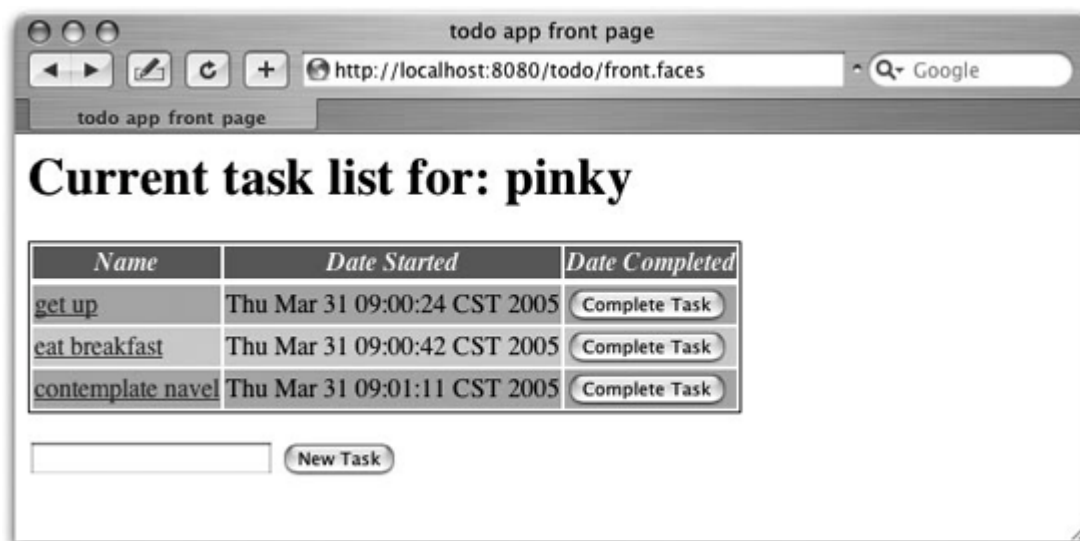 todo app front page
http://localhost:8080/todo/front.faces Google
todo app front page
Current task list for: pinky
Name Date Started Date Completed
get up Thu Mar 31 09:00:24 CST 2005 Complete Task
eat breakfast Thu Mar 31 09:00:42 CST 2005 Complete Task
contemplate navel Thu Mar 31 09:01:11 CST 2005 Complete Task
New Task